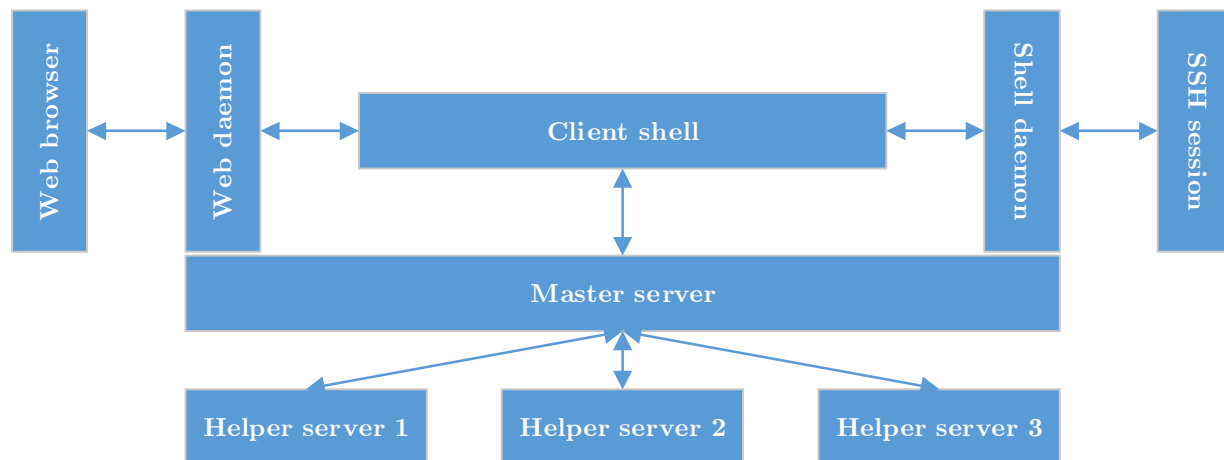 Web browser
Web daemon
Client shell
Shell daemon
SSH session
Master server
Helper server 1
Helper server 2
Helper server 3